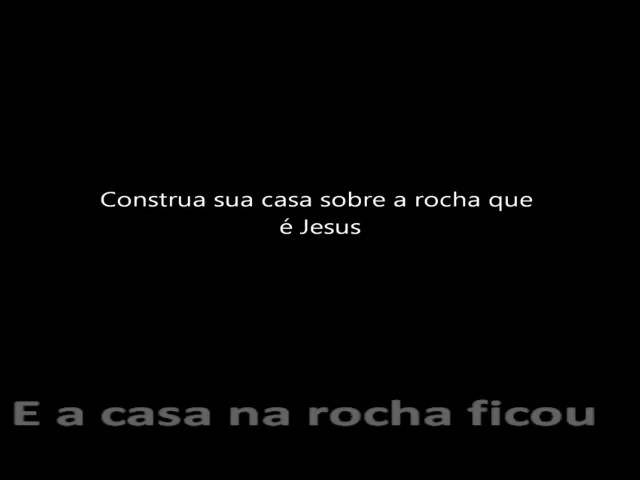 Construa sua casa sobre a rocha que
é Jesus
E a casa na rocha ficou